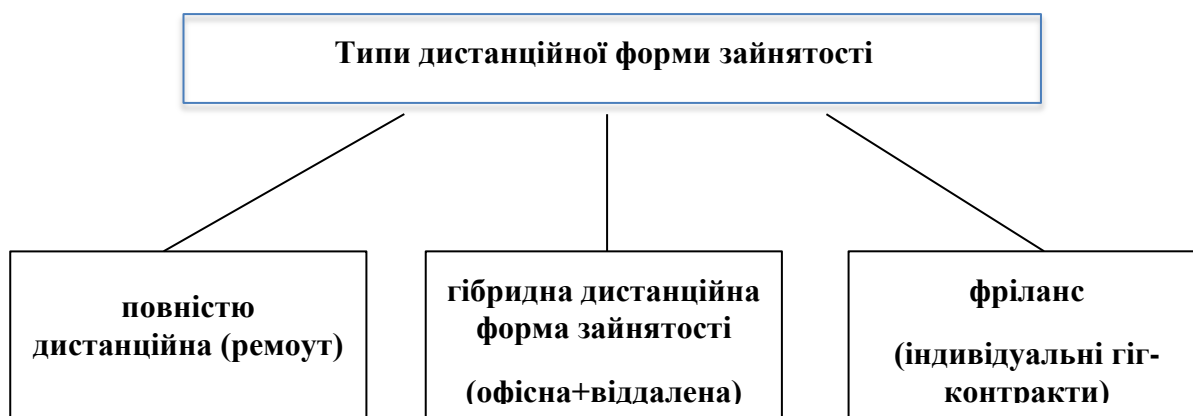 Типи дистанційної форми зайнятості
повністю
дистанційна (ремоут)
гібридна дистанційна
форма зайнятості
(офісна+віддалена)
фріланс
(індивідуальні гіг-
контракти)